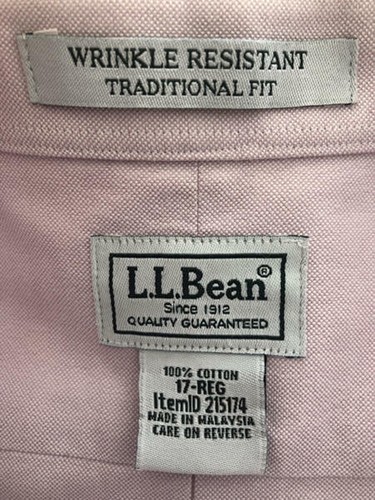 WRINKLE RESISTANT
TRADITIONAL FIT
L.L.Bean®
Since 1912
QUALITY GUARANTEED
100% COTTON
17-REG
ItemID 215174
MADE IN MALAYSIA
CARE ON REVERSE